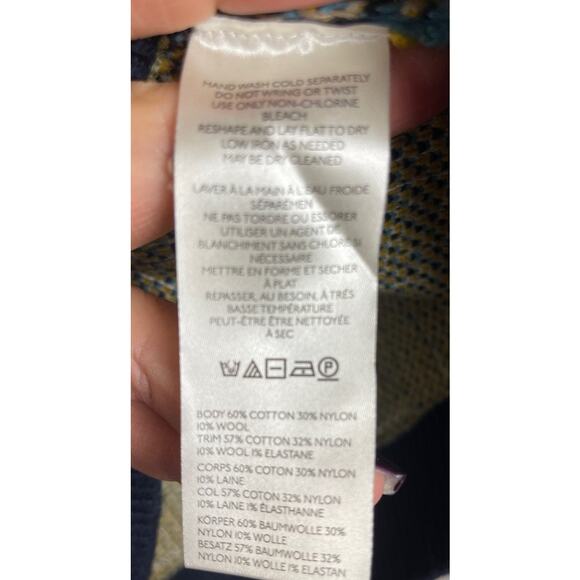 HAND WASH COLD SEPARATELY
DO NOT WRING OR TWIST
USE ONLY NON-CHLORINE
BLEACH
RESHAPE AND LAY FLAT TO DRY
LOW IRON AS NEEDED
MAY BE DRY CLEANED
LAVER À LA MAIN À L'EAU FROIDE
SÉPARÉMEN
NE PAS TORDRE OU ESSORER
UTILISER UN AGENT DE
BLANCHIMENT SANS CHLORE SI
NÉCESSAIRE
METTRE EN FORME ET SECHER
À PLAT
REPASSER, AU BESOIN, À TRÈS
BASSE TEMPÉRATURE
PEUT-ÊTRE ÊTRE NETTOYÉE
À SEC
P
BODY 60% COTTON 30% NYLON
10% WOOL
TRIM 57% COTTON 32% NYLON
10% WOOL 1% ELASTANE
CORPS 60% COTON 30% NYLON
10% LAINE
COL 57% COTON 32% NYLON
10% LAINE 1% ÉLASTHANNE
KÖRPER 60% BAUMWOLLE 30%
NYLON 10% WOLLE
BESATZ 57% BAUMWOLLE 32%
NYLON 10% WOLLE 1% ELASTAN